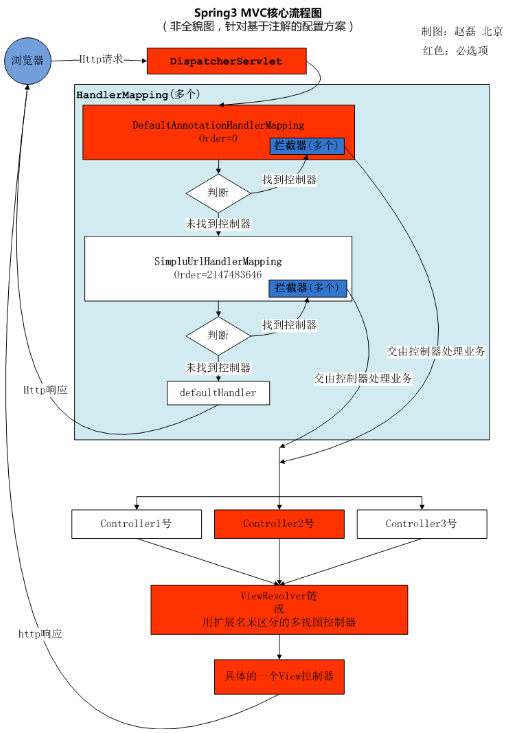 Spring3 MVC核心流程图
（非全貌图，针对基于注解的配置方案）
制图：赵磊 北京
红色：必选项
浏览器
Http请求
DispatcherServlet
HandlerMapping(多个)
DefaultAnnotationHandlerMapping
Order=0
拦截器(多个)
判断
找到控制器
未找到控制器
SimpluUrlHandlerMapping
Order=2147483646
拦截器(多个)
判断
找到控制器
交由控制器处理业务
未找到控制器
交由控制器处理业务
Http响应
defaultHandler
Controller1号
Controller2号
Controller3号
ViewResolver链
或
用扩展名来区分的多视图控制器
http响应
具体的一个View控制器